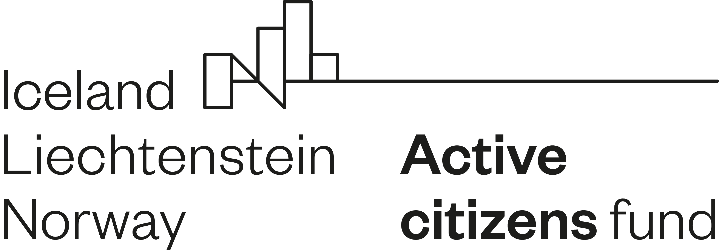 Iceland
Liechtenstein
Norway
Active
citizens fund